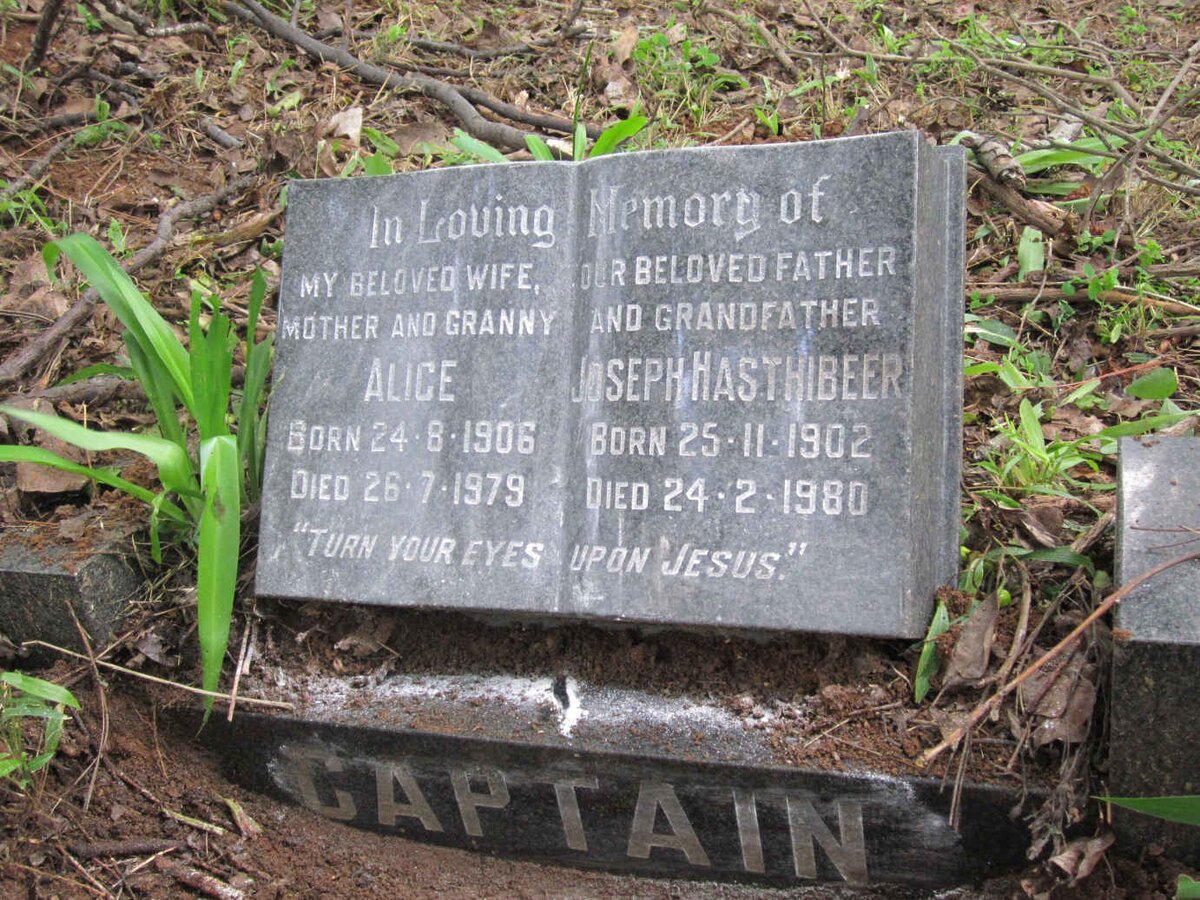 In Loving Memory of
MY BELOVED WIFE,
MOTHER AND GRANNY
ALICE
BORN 24·8·1906
DIED 26·7·1979
OUR BELOVED FATHER
AND GRANDFATHER
JOSEPH HASTHIBEER
BORN 25·11·1902
DIED 24·2·1980
"TURN YOUR EYES UPON JESUS."
CAPTAIN